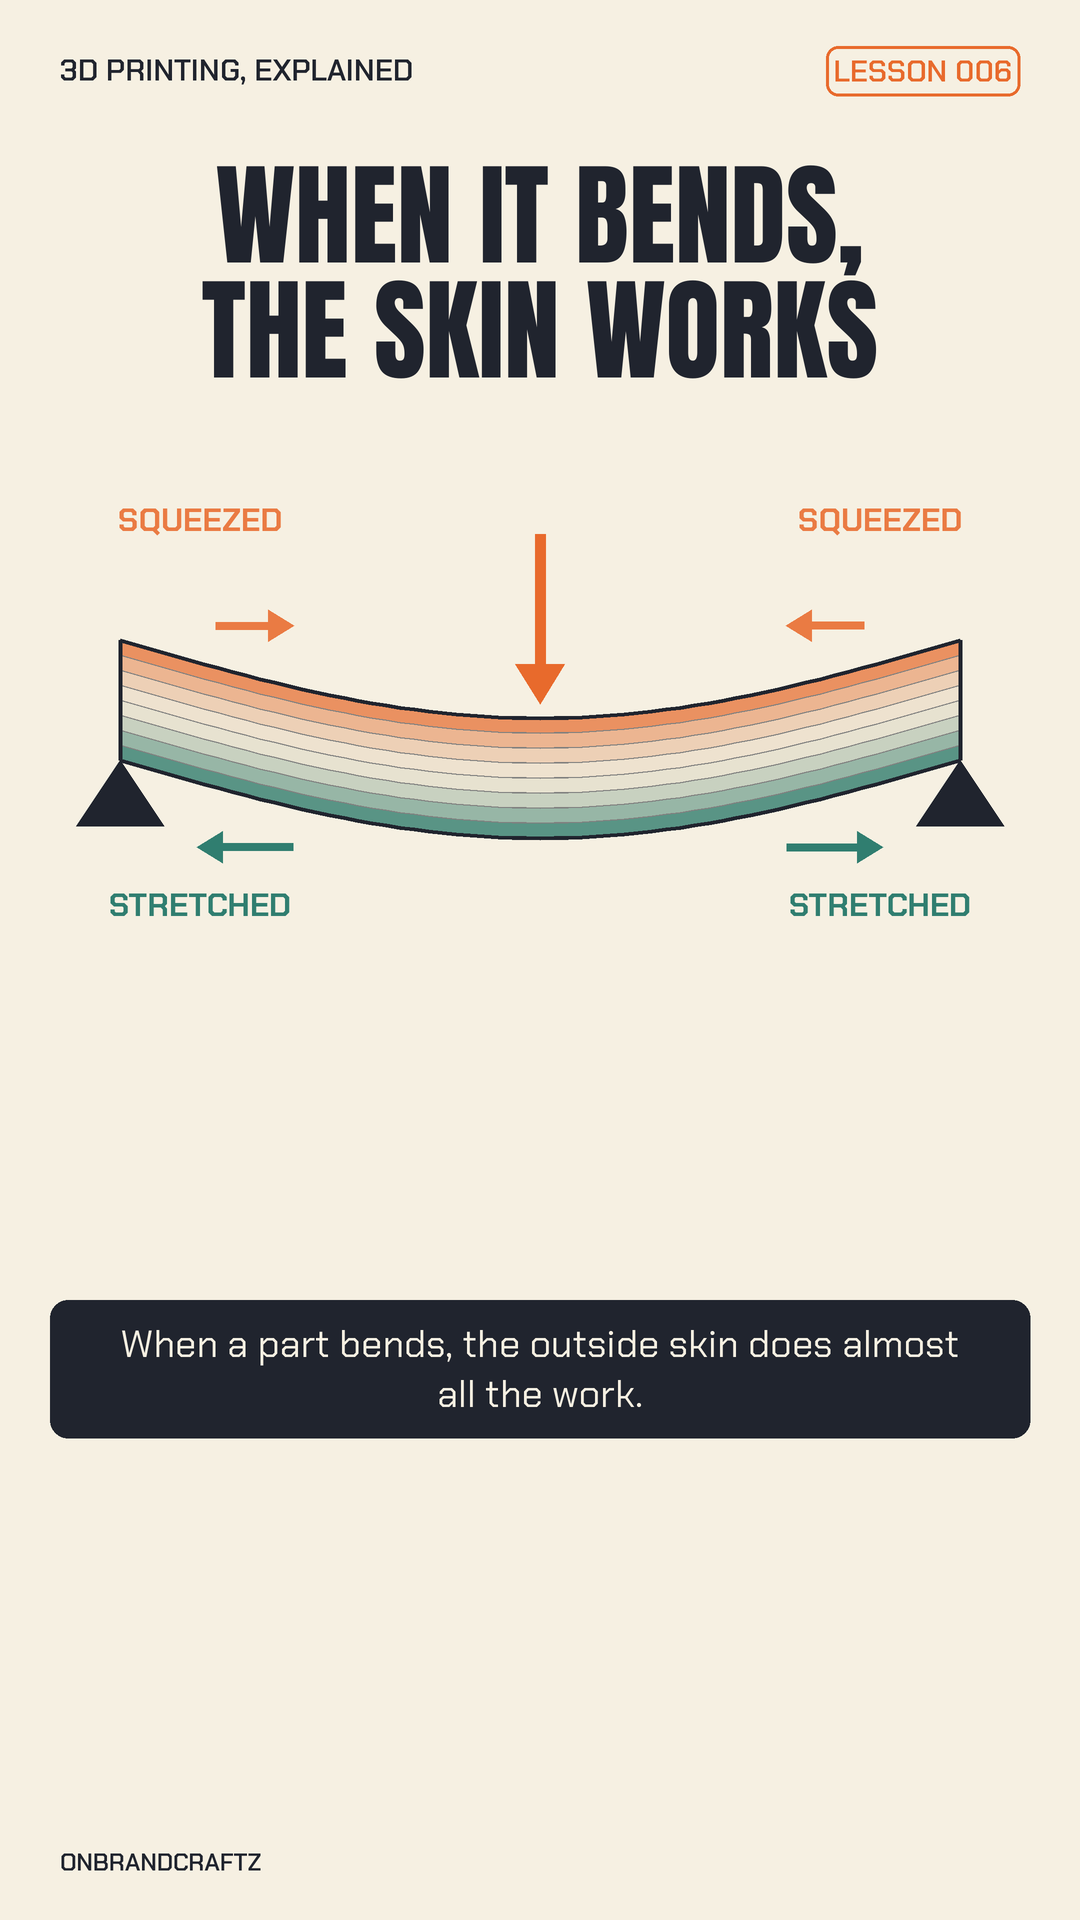 3D PRINTING, EXPLAINED
LESSON 006
WHEN IT BENDS,
THE SKIN WORKS
SQUEEZED
SQUEEZED
STRETCHED
STRETCHED
When a part bends, the outside skin does almost
all the work.
ONBRANDCRAFTZ